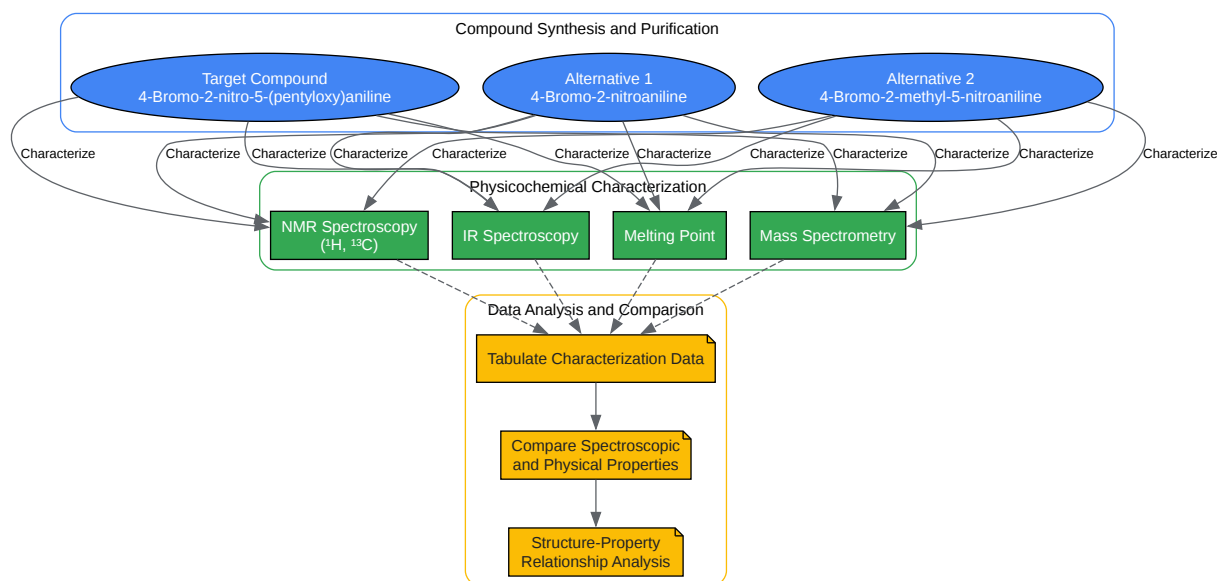 Compound Synthesis and Purification
Target Compound
4-Bromo-2-nitro-5-(pentyloxy)aniline
Alternative 1
4-Bromo-2-nitroaniline
Alternative 2
4-Bromo-2-methyl-5-nitroaniline
Characterize
Characterize
Characterize
Characterize
Characterize
Characterize
Characterize
Characterize
Characterize
Characterize
Characterize
Characterize
Physicochemical Characterization
NMR Spectroscopy
(¹H, ¹³C)
IR Spectroscopy
Melting Point
Mass Spectrometry
Data Analysis and Comparison
Tabulate Characterization Data
Compare Spectroscopic
and Physical Properties
Structure-Property
Relationship Analysis